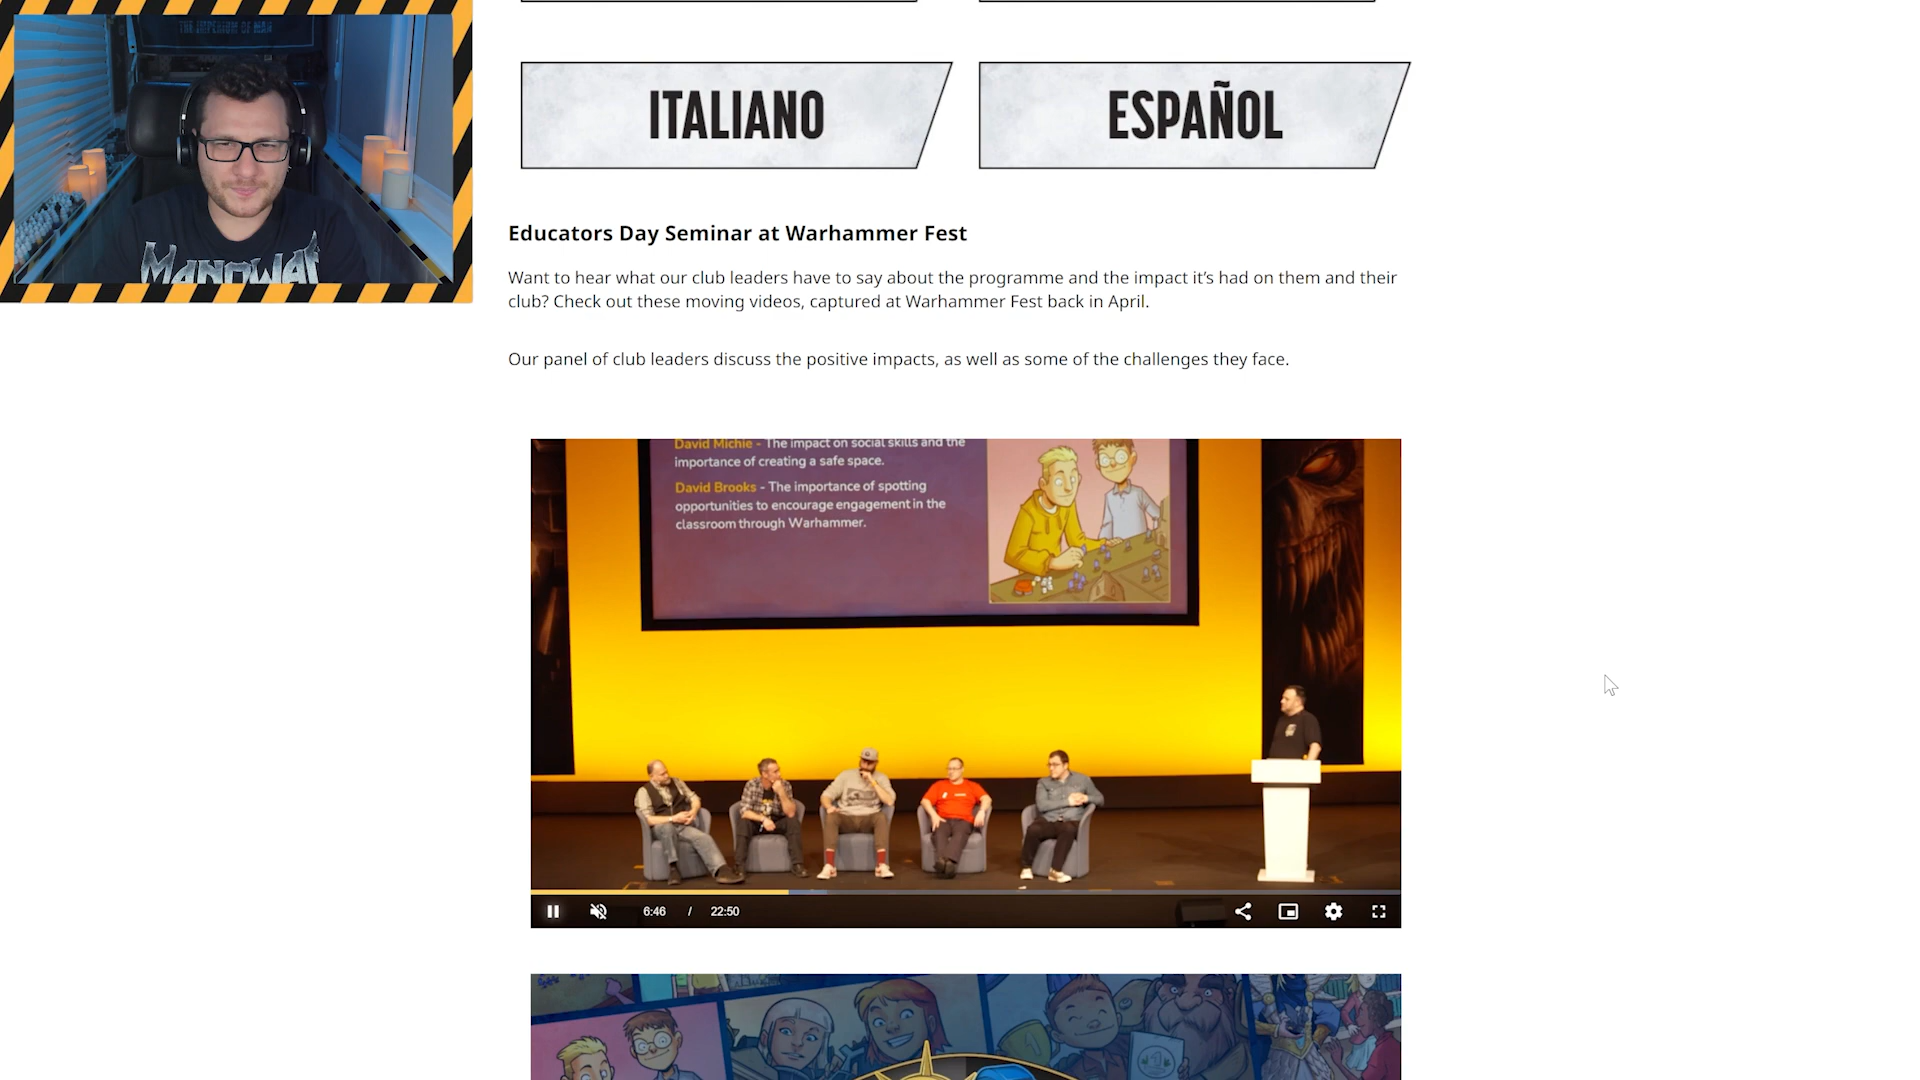 THE IMPERIUM OF MAN
MANOWAR
ITALIANO
ESPAÑOL
Educators Day Seminar at Warhammer Fest
Want to hear what our club leaders have to say about the programme and the impact it’s had on them and their
club? Check out these moving videos, captured at Warhammer Fest back in April.
Our panel of club leaders discuss the positive impacts, as well as some of the challenges they face.
David Michie - The impact on social skills and the
importance of creating a safe space.
David Brooks - The importance of spotting
opportunities to encourage engagement in the
classroom through Warhammer.
6:46 / 22:50